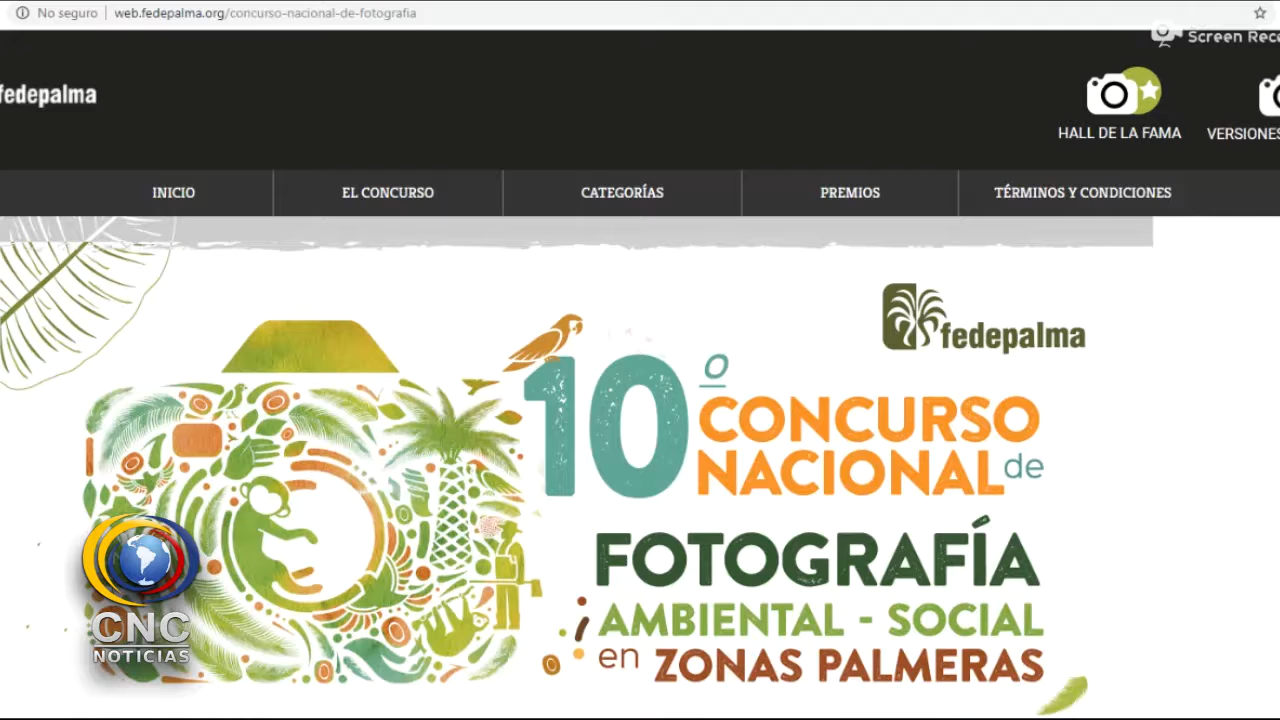 No seguro
web.fedepalma.org/concurso-nacional-de-fotografia
Screen Rec
fedepalma
HALL DE LA FAMA
VERSIONES
INICIO
EL CONCURSO
CATEGORÍAS
PREMIOS
TÉRMINOS Y CONDICIONES
fedepalma
10º
CONCURSO
NACIONAL de
FOTOGRAFÍA
AMBIENTAL - SOCIAL
en ZONAS PALMERAS
CNC
NOTICIAS